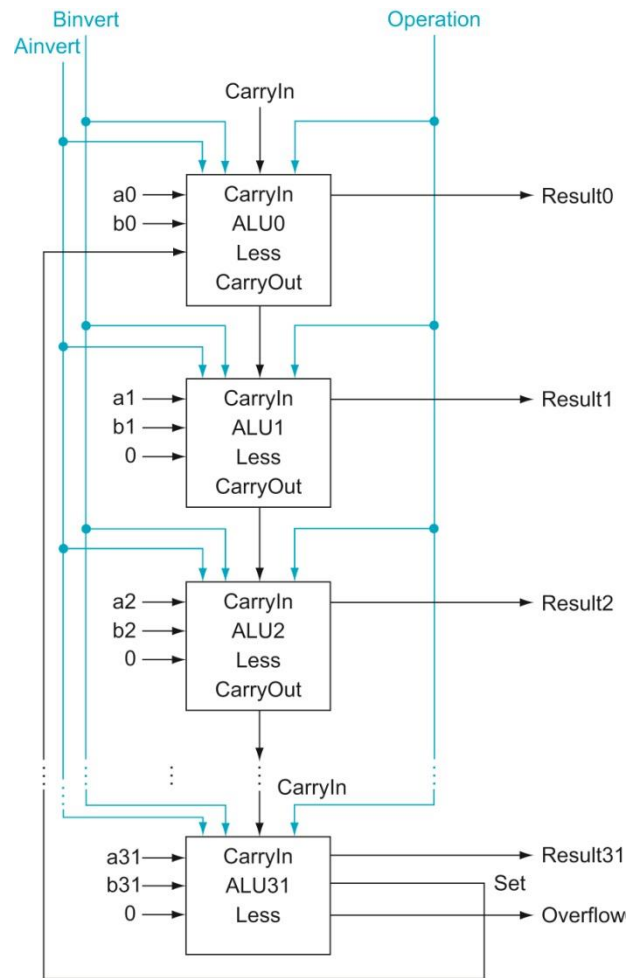 Binvert
Operation
Ainvert
CarryIn
a0
CarryIn
Result0
b0
ALU0
Less
CarryOut
a1
CarryIn
Result1
b1
ALU1
0
Less
CarryOut
a2
CarryIn
Result2
b2
ALU2
0
Less
CarryOut
CarryIn
a31
CarryIn
Result31
b31
ALU31
Set
0
Less
Overflow